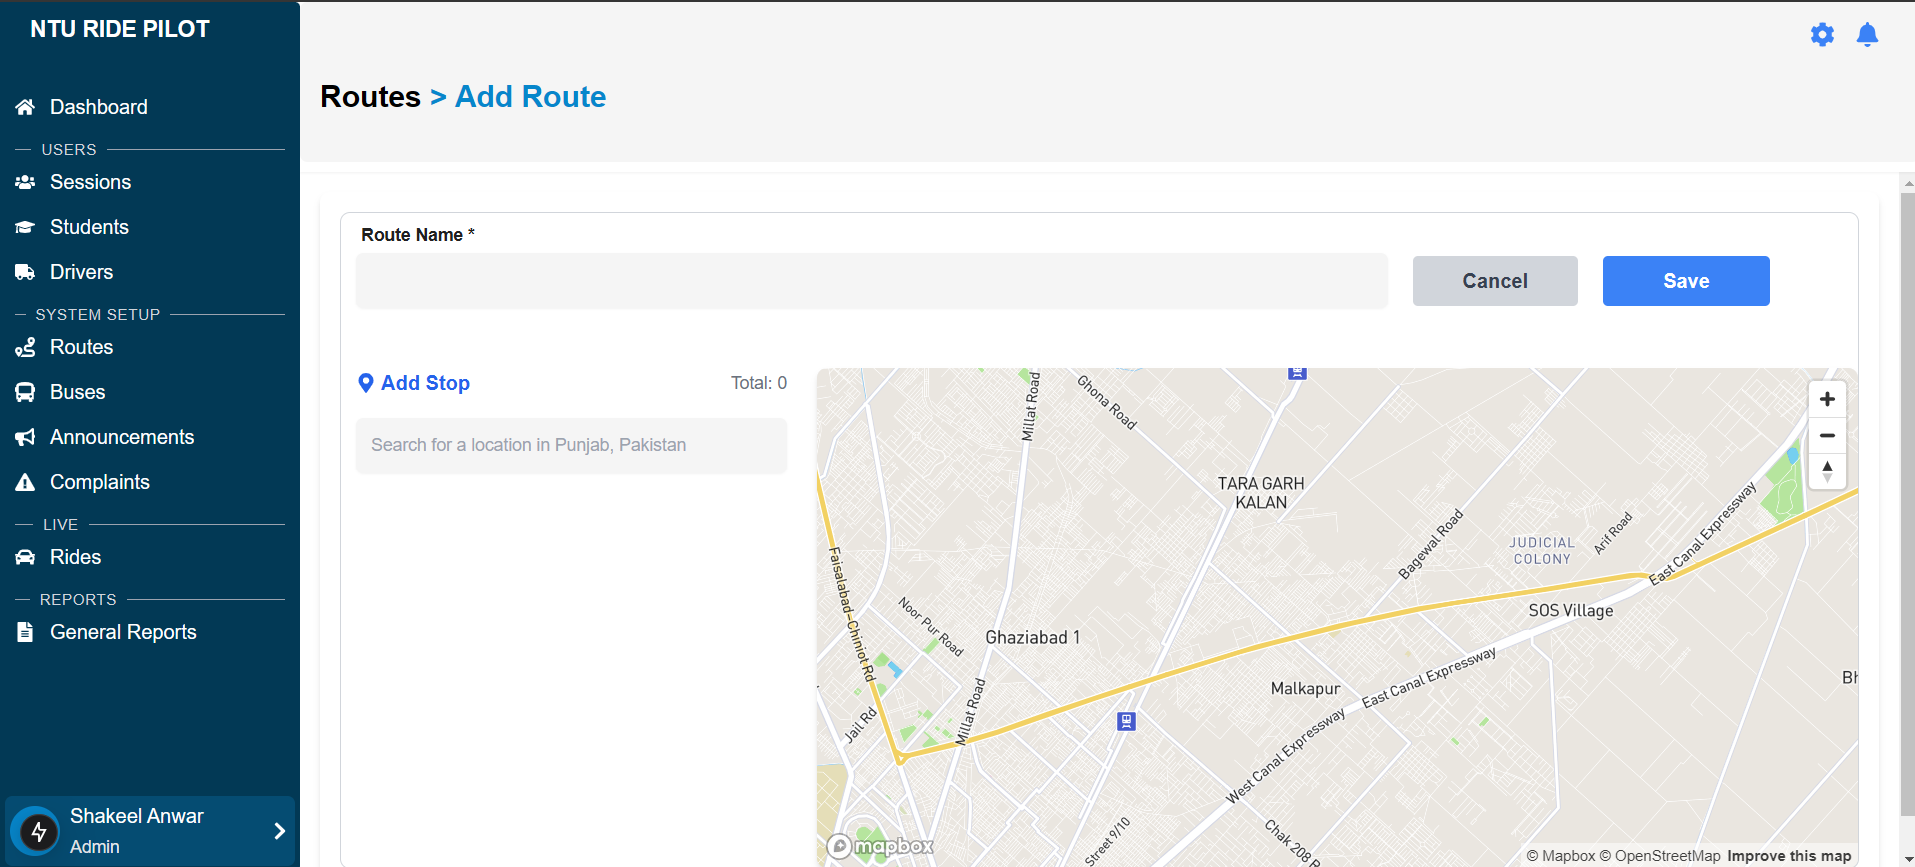 NTU RIDE PILOT
Dashboard
USERS
Sessions
Students
Drivers
SYSTEM SETUP
Routes
Buses
Announcements
Complaints
LIVE
Rides
REPORTS
General Reports
Shakeel Anwar
Admin
Routes > Add Route
Route Name *
Cancel
Save
Add Stop
Total: 0
Search for a location in Punjab, Pakistan
Millat Road
Ghona Road
TARA GARH
KALAN
Bagewal Road
JUDICIAL
COLONY
Arif Road
East Canal Expressway
Faisalabad-Chiniot Rd
Noor Pur Road
Ghaziabad 1
SOS Village
Malkapur
East Canal Expressway
Jail Rd
Millat Road
West Canal Expressway
Street 9/10
Chak 208 R
Bh
mapbox
© Mapbox © OpenStreetMap Improve this map